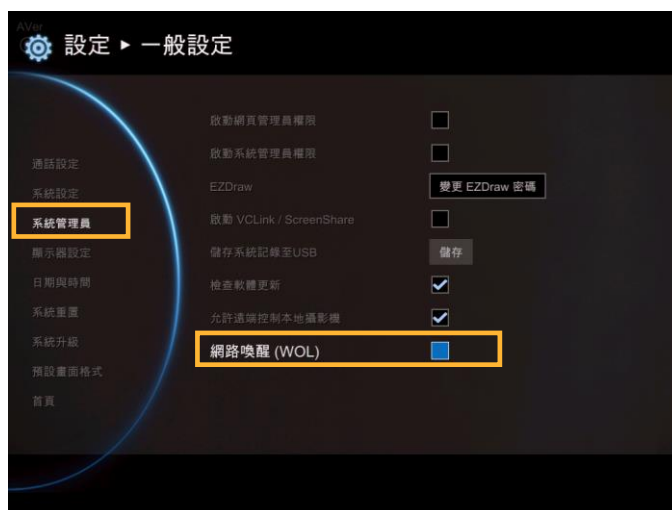 AVer
設定 ▸ 一般設定
啟動網頁管理員權限
啟動系統管理員權限
EZDraw
變更 EZDraw 密碼
啟動 VCLink / ScreenShare
儲存系統記錄至USB
儲存
檢查軟體更新
允許遠端控制本地攝影機
網路喚醒 (WOL)
通話設定
系統設定
系統管理員
顯示器設定
日期與時間
系統重置
系統升級
預設畫面格式
首頁